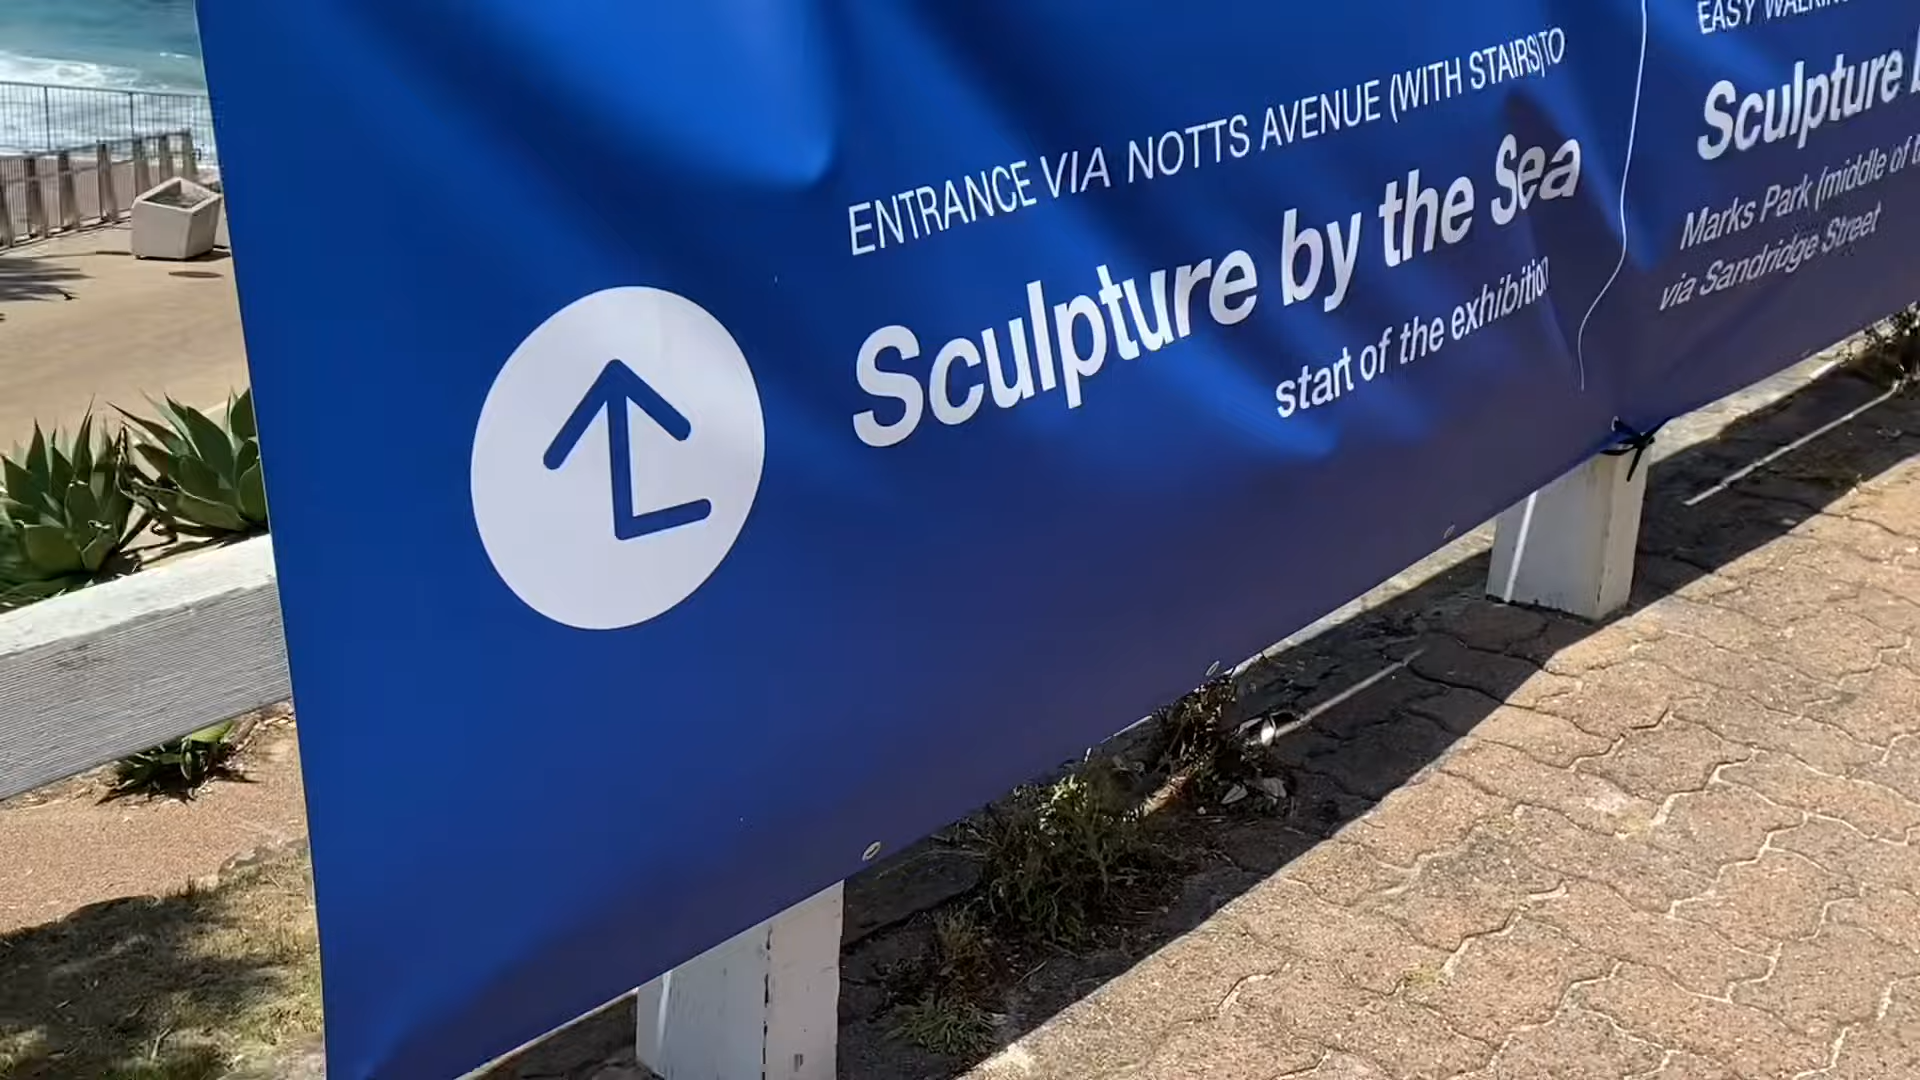 ENTRANCE VIA NOTTS AVENUE (WITH STAIRS) TO
Sculpture by the Sea
start of the exhibition
EASY
Sculpture
Marks Park (middle of
via Sandridge Street